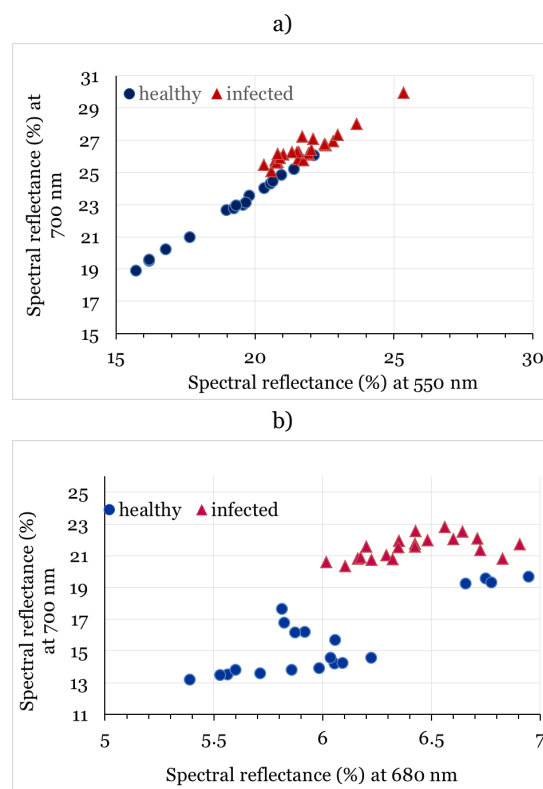 a)
31
29
27
25
23
21
19
17
15
healthy infected
Spectral reflectance (%) at
700 nm
15 20 25 30
Spectral reflectance (%) at 550 nm
b)
25
23
21
19
17
15
13
11
healthy infected
Spectral reflectance (%)
at 700 nm
5 5.5 6 6.5 7
Spectral reflectance (%) at 680 nm